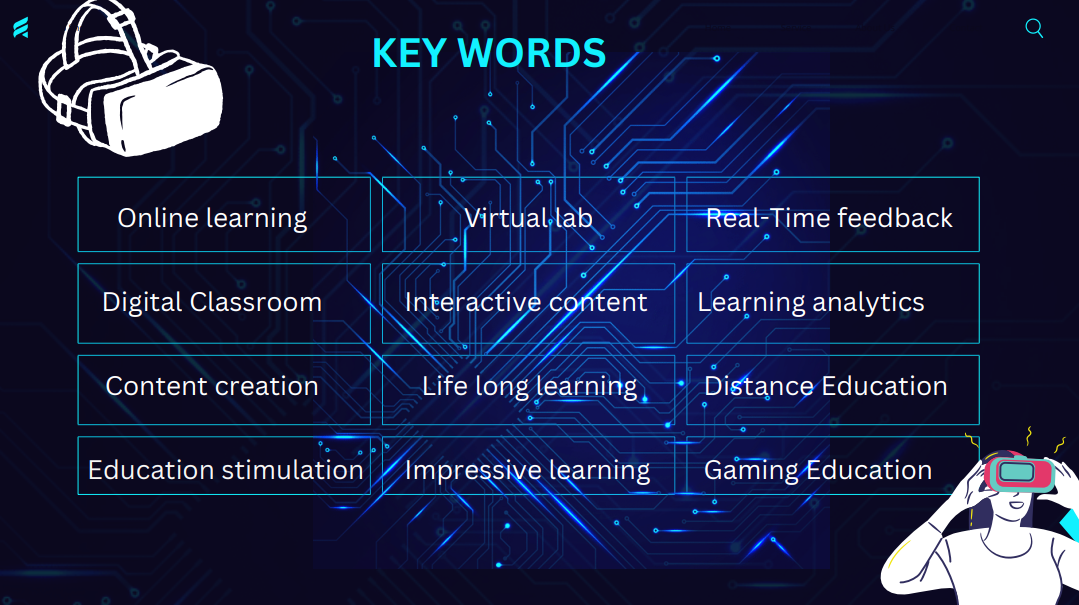 KEY WORDS
Online learning
Virtual lab
Real-Time feedback
Digital Classroom
Interactive content
Learning analytics
Content creation
Life long learning
Distance Education
Education stimulation
Impressive learning
Gaming Education